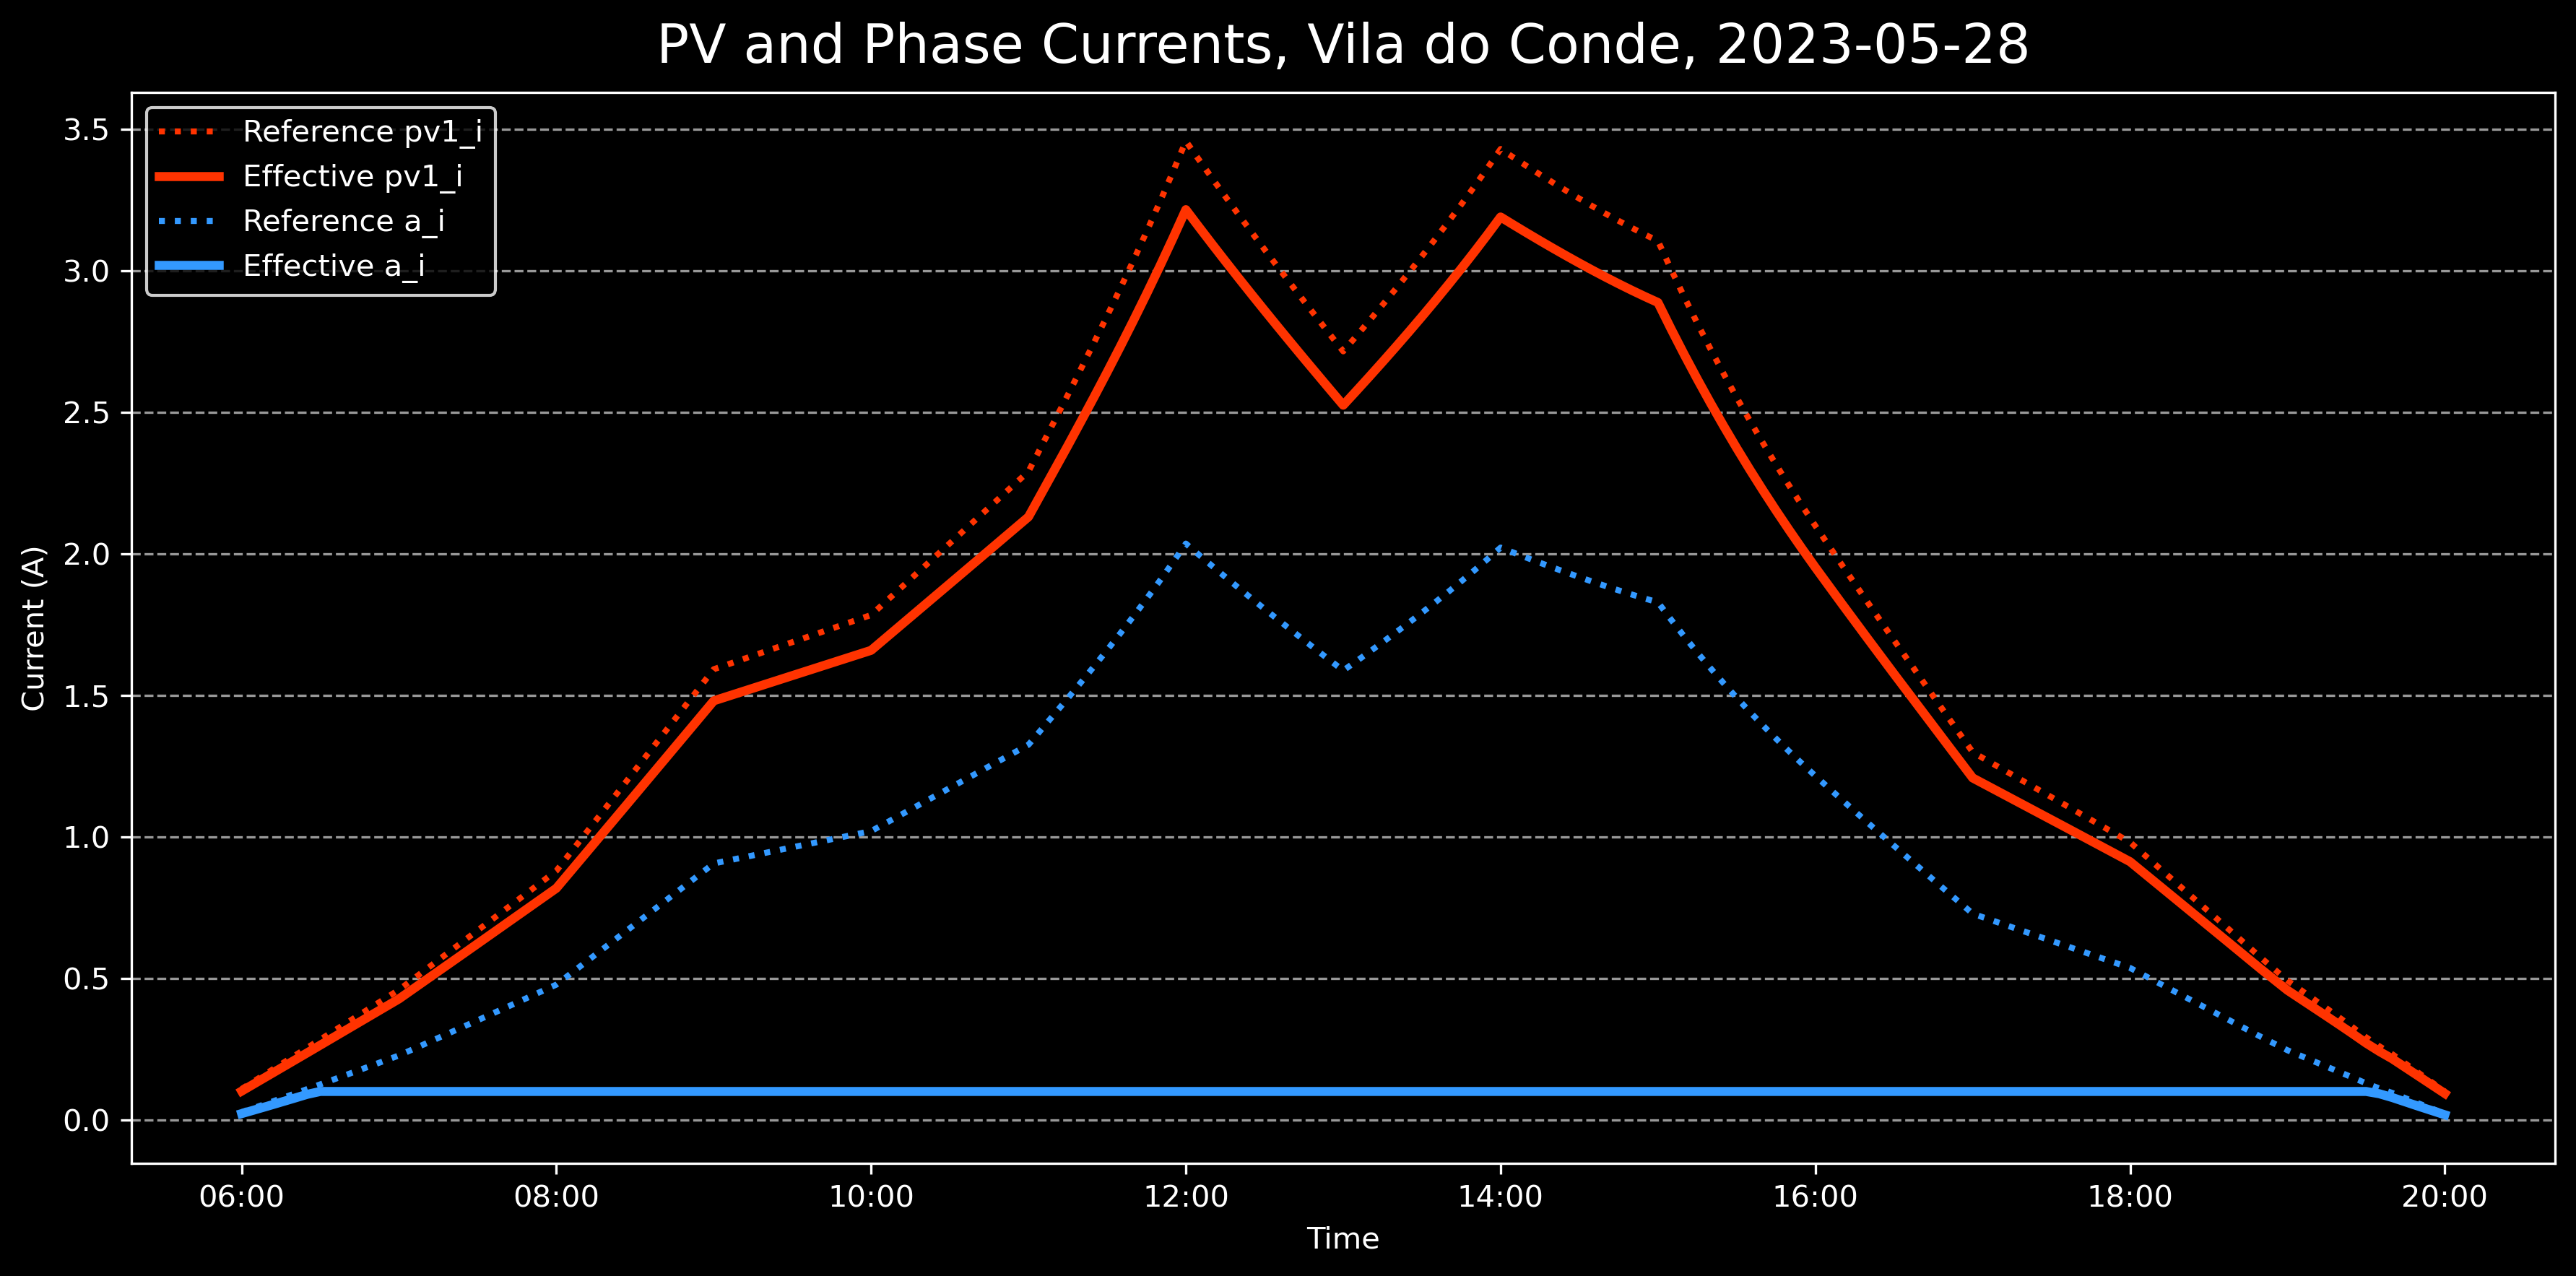 PV and Phase Currents, Vila do Conde, 2023-05-28
Reference pv1_i
Effective pv1_i
Reference a_i
Effective a_i
3.5
3.0
2.5
2.0
1.5
1.0
0.5
0.0
Current (A)
06:00 08:00 10:00 12:00 14:00 16:00 18:00 20:00
Time